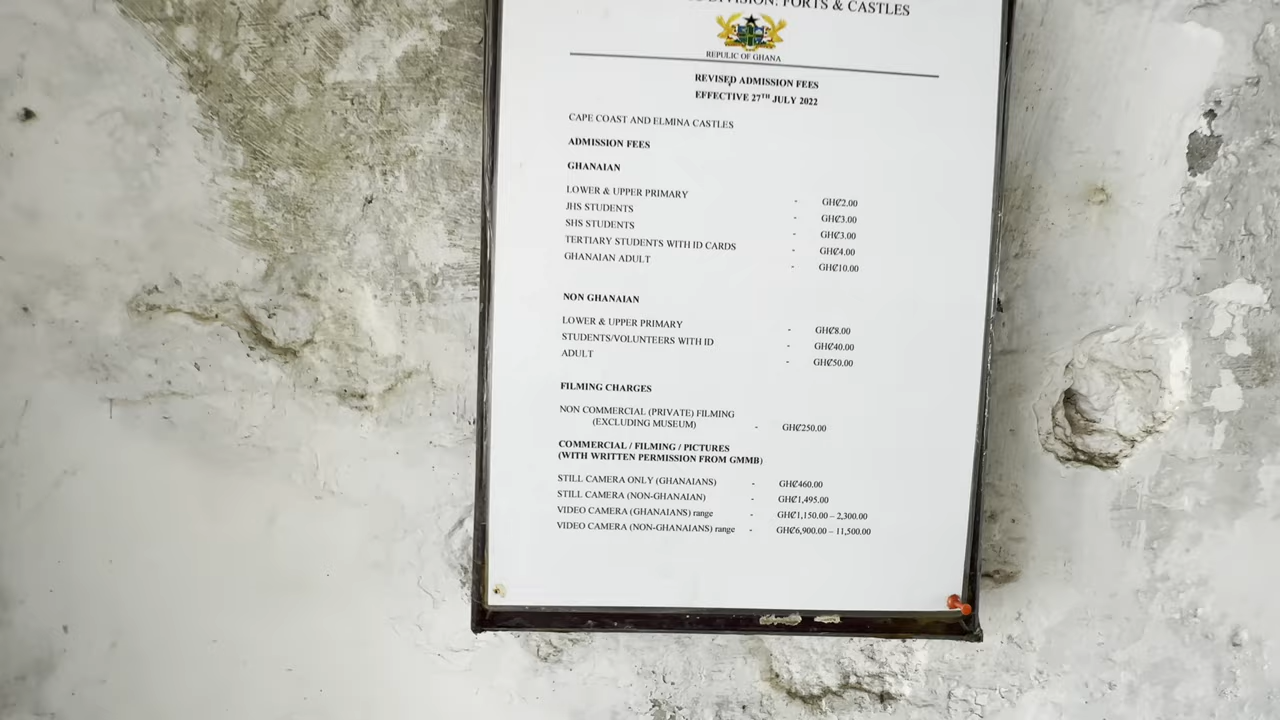 DIVISION: FORTS & CASTLES
REPUBLIC OF GHANA
REVISED ADMISSION FEES
EFFECTIVE 27TH JULY 2022
CAPE COAST AND ELMINA CASTLES
ADMISSION FEES
GHANAIAN
LOWER & UPPER PRIMARY - GH₵2.00
JHS STUDENTS - GH₵3.00
SHS STUDENTS - GH₵3.00
TERTIARY STUDENTS WITH ID CARDS - GH₵4.00
GHANAIAN ADULT - GH₵10.00
NON GHANAIAN
LOWER & UPPER PRIMARY - GH₵8.00
STUDENTS/VOLUNTEERS WITH ID - GH₵40.00
ADULT - GH₵50.00
FILMING CHARGES
NON COMMERCIAL (PRIVATE) FILMING
(EXCLUDING MUSEUM) - GH₵250.00
COMMERCIAL / FILMING / PICTURES
(WITH WRITTEN PERMISSION FROM GMMB)
STILL CAMERA ONLY (GHANAIANS) - GH₵460.00
STILL CAMERA (NON-GHANAIAN) - GH₵1,495.00
VIDEO CAMERA (GHANAIANS) range - GH₵1,150.00 – 2,300.00
VIDEO CAMERA (NON-GHANAIANS) range - GH₵6,900.00 – 11,500.00